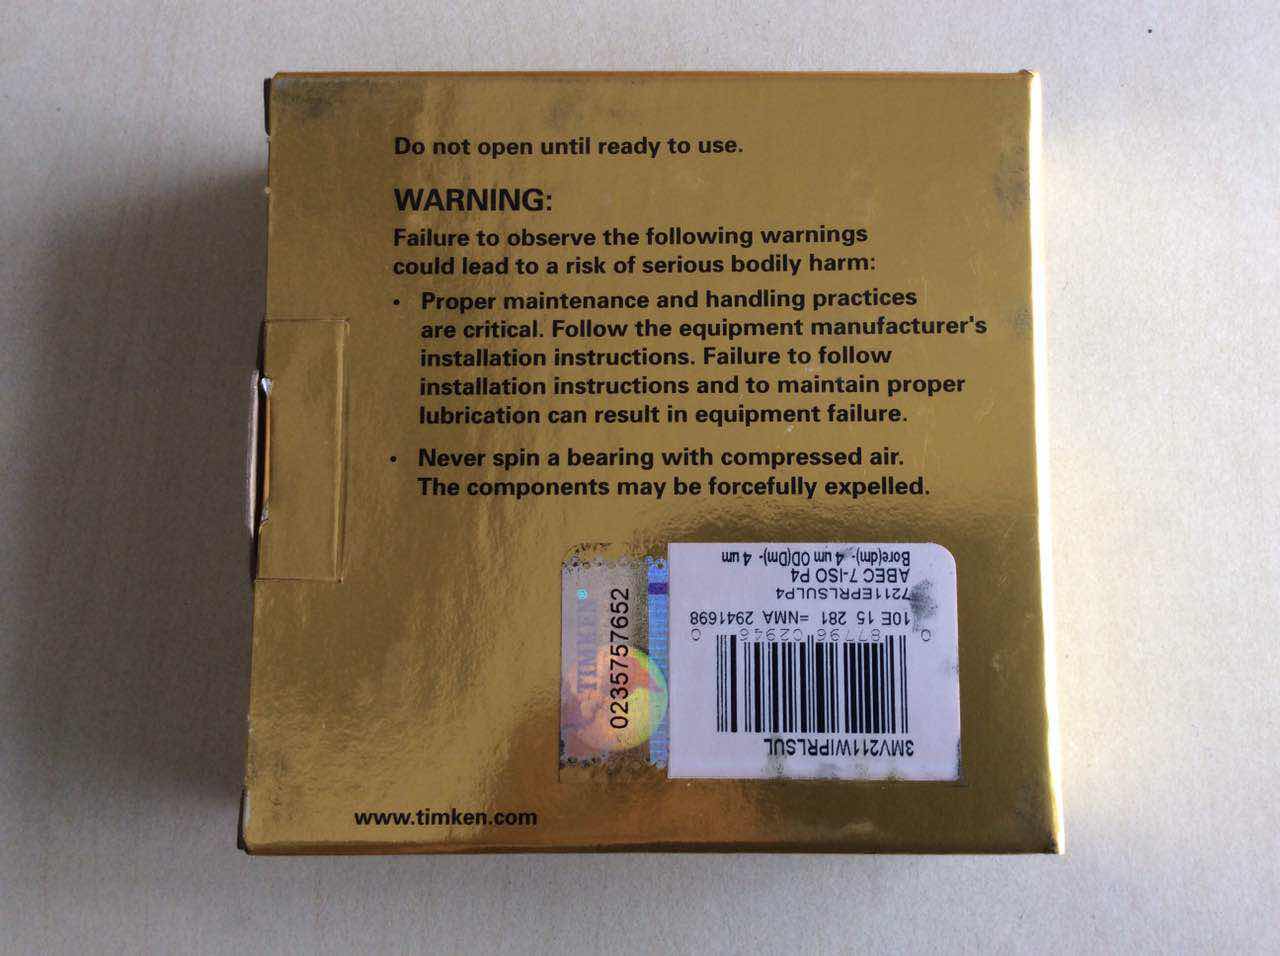 Do not open until ready to use.
WARNING:
Failure to observe the following warnings
could lead to a risk of serious bodily harm:
• Proper maintenance and handling practices
are critical. Follow the equipment manufacturer's
installation instructions. Failure to follow
installation instructions and to maintain proper
lubrication can result in equipment failure.
• Never spin a bearing with compressed air.
The components may be forcefully expelled.
TIMKEN
0235757652
3MV211WIPRLSUL
0 87796 02946 0
10E 15 281 =NMA 2941698
7211EPRLSULP4
ABEC 7-ISO P4
Bore(dm)- 4 um OD(Dm)- 4 um
www.timken.com